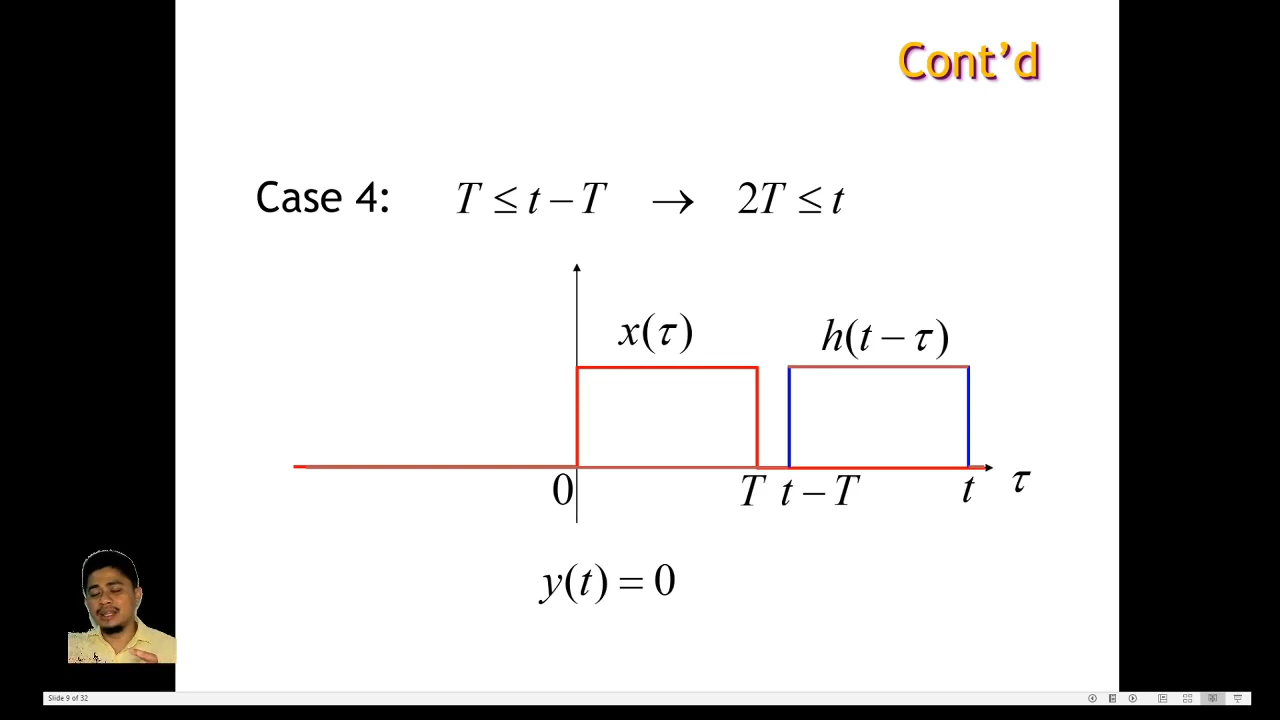 Cont'd
Case 4: T ≤ t − T → 2T ≤ t
x(τ) h(t − τ)
0 T t − T t τ
y(t) = 0
Slide 9 of 32